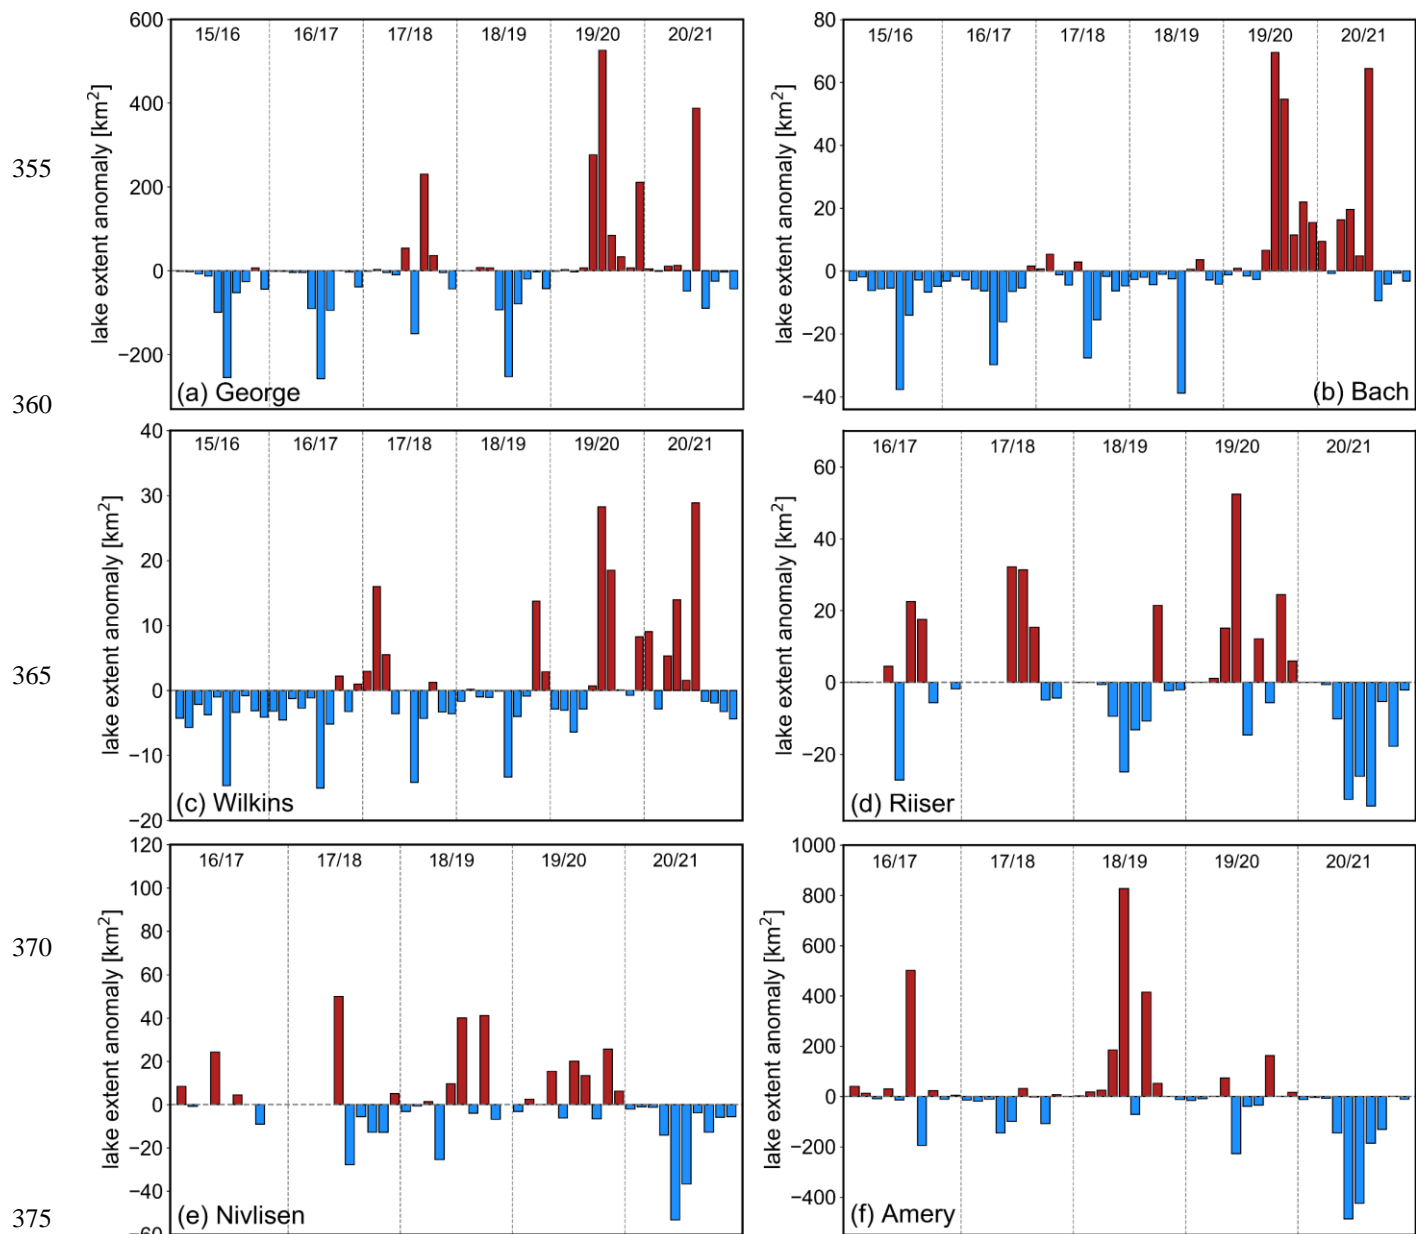 600
400
200
0
−200
lake extent anomaly [km²]
15/16 16/17 17/18 18/19 19/20 20/21
(a) George
80
60
40
20
0
−20
−40
lake extent anomaly [km²]
15/16 16/17 17/18 18/19 19/20 20/21
(b) Bach
355
360
40
30
20
10
0
−10
−20
lake extent anomaly [km²]
15/16 16/17 17/18 18/19 19/20 20/21
(c) Wilkins
60
40
20
0
−20
lake extent anomaly [km²]
16/17 17/18 18/19 19/20 20/21
(d) Riiser
365
120
100
80
60
40
20
0
−20
−40
−60
lake extent anomaly [km²]
16/17 17/18 18/19 19/20 20/21
(e) Nivlisen
1000
800
600
400
200
0
−200
−400
lake extent anomaly [km²]
16/17 17/18 18/19 19/20 20/21
(f) Amery
370
375